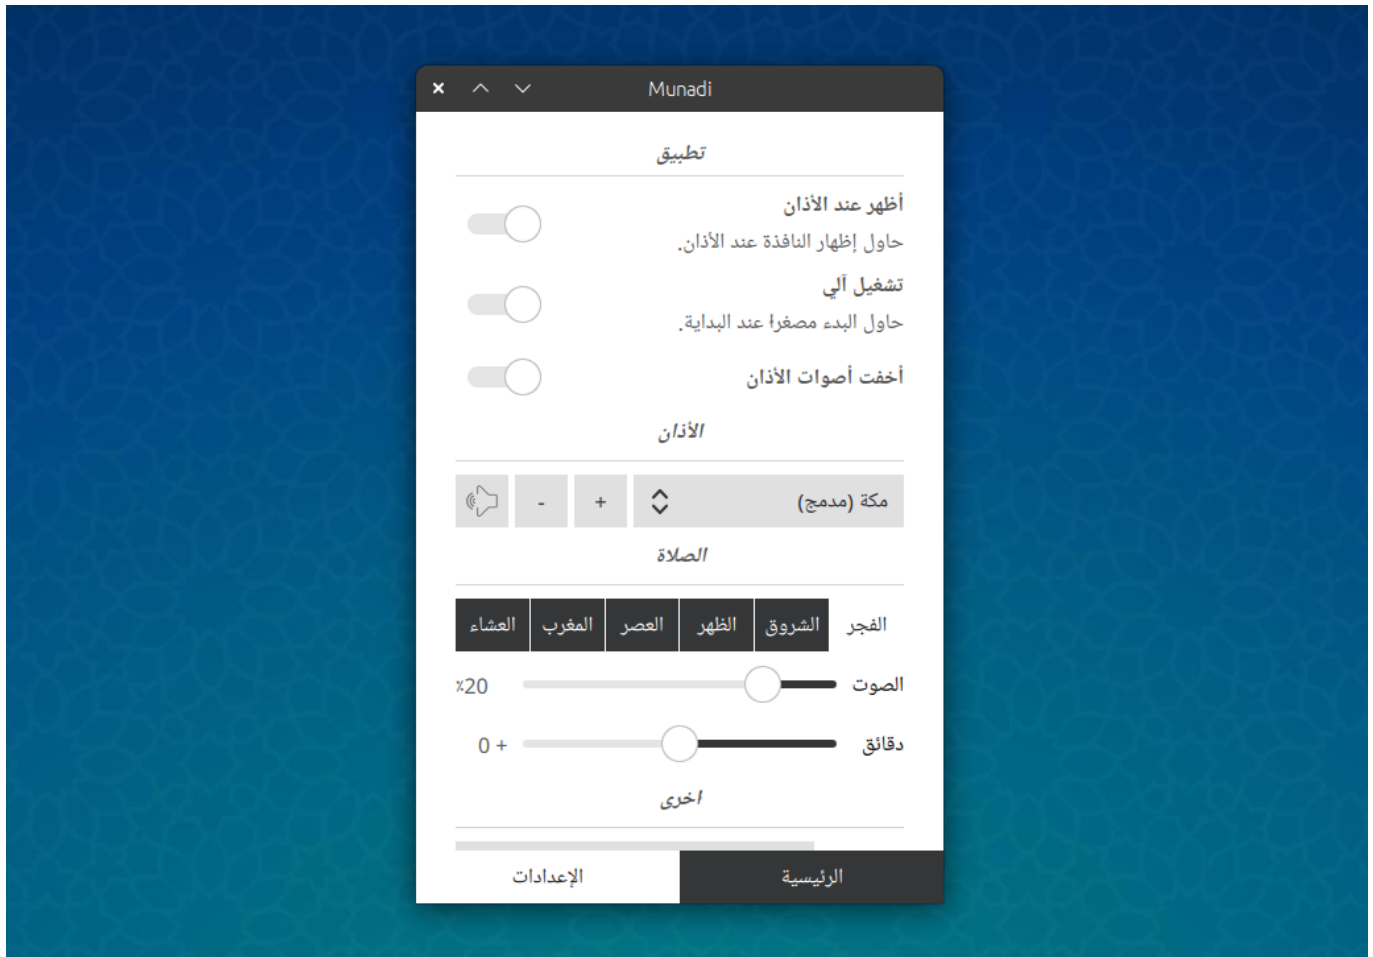 Munadi
تطبيق
أظهر عند الأذان
حاول إظهار النافذة عند الأذان.
تشغيل آلي
حاول البدء مصغرا عند البداية.
أخفت أصوات الأذان
الأذان
مكة (مدمج) + -
الصلاة
الفجر الشروق الظهر العصر المغرب العشاء
الصوت 20٪
دقائق + 0
اخرى
الرئيسية الإعدادات